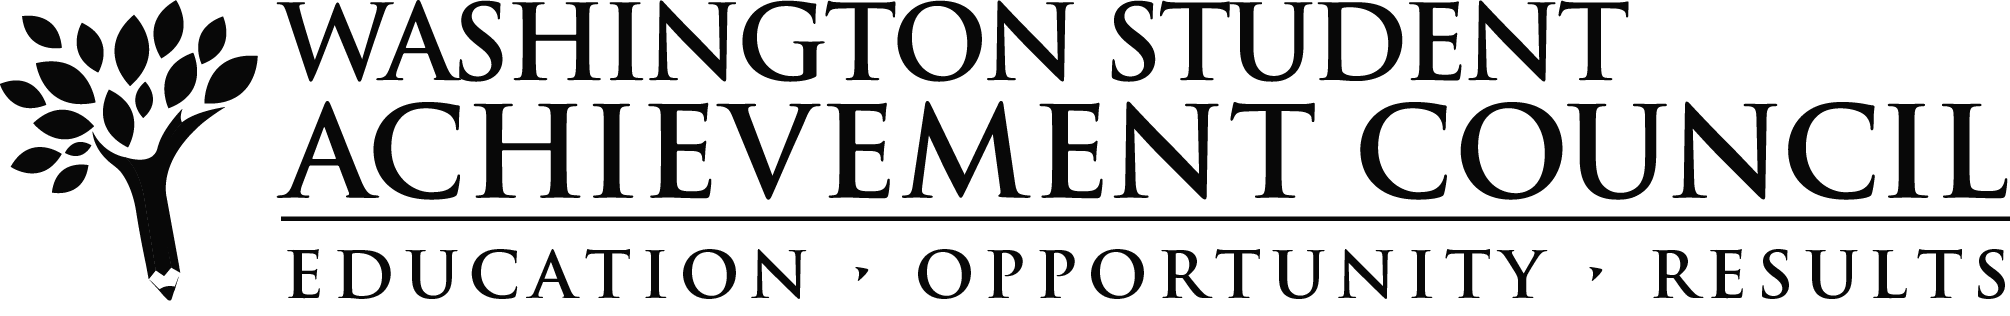 WASHINGTON STUDENT
ACHIEVEMENT COUNCIL
EDUCATION · OPPORTUNITY · RESULTS